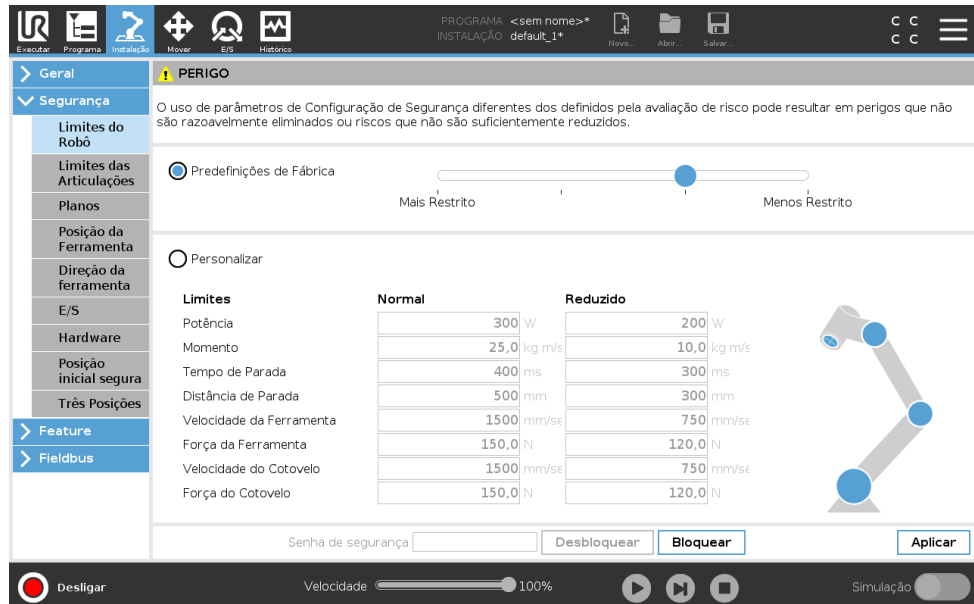 UR
Executar
Programa
Instalação
Mover
E/S
Histórico
PROGRAMA <sem nome>*
INSTALAÇÃO default_1*
Novo...
Abrir...
Salvar...
C C
C C
Geral
Segurança
Limites do
Robô
Limites das
Articulações
Planos
Posição da
Ferramenta
Direção da
ferramenta
E/S
Hardware
Posição
inicial segura
Três Posições
Feature
Fieldbus
PERIGO
O uso de parâmetros de Configuração de Segurança diferentes dos definidos pela avaliação de risco pode resultar em perigos que não
são razoavelmente eliminados ou riscos que não são suficientemente reduzidos.
Predefinições de Fábrica
Mais Restrito
Menos Restrito
Personalizar
Limites Normal Reduzido
Potência 300 W 200 W
Momento 25,0 kg m/s 10,0 kg m/s
Tempo de Parada 400 ms 300 ms
Distância de Parada 500 mm 300 mm
Velocidade da Ferramenta 1500 mm/se 750 mm/se
Força da Ferramenta 150,0 N 120,0 N
Velocidade do Cotovelo 1500 mm/se 750 mm/se
Força do Cotovelo 150,0 N 120,0 N
Senha de segurança Desbloquear Bloquear Aplicar
Desligar
Velocidade 100%
Simulação